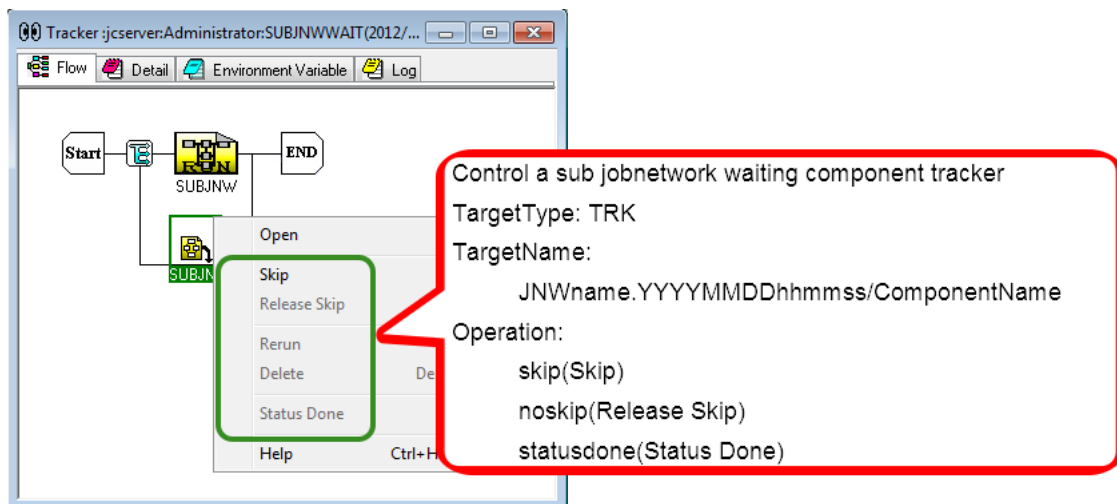 Tracker :jcserver:Administrator:SUBJNWWAIT(2012/...
Flow Detail Environment Variable Log
Start RUN END
SUBJNW
SUBJN
Open
Skip
Release Skip
Rerun
Delete De
Status Done
Help Ctrl+H
Control a sub jobnetwork waiting component tracker
TargetType: TRK
TargetName:
JNWname.YYYYMMDDhhmmss/ComponentName
Operation:
skip(Skip)
noskip(Release Skip)
statusdone(Status Done)